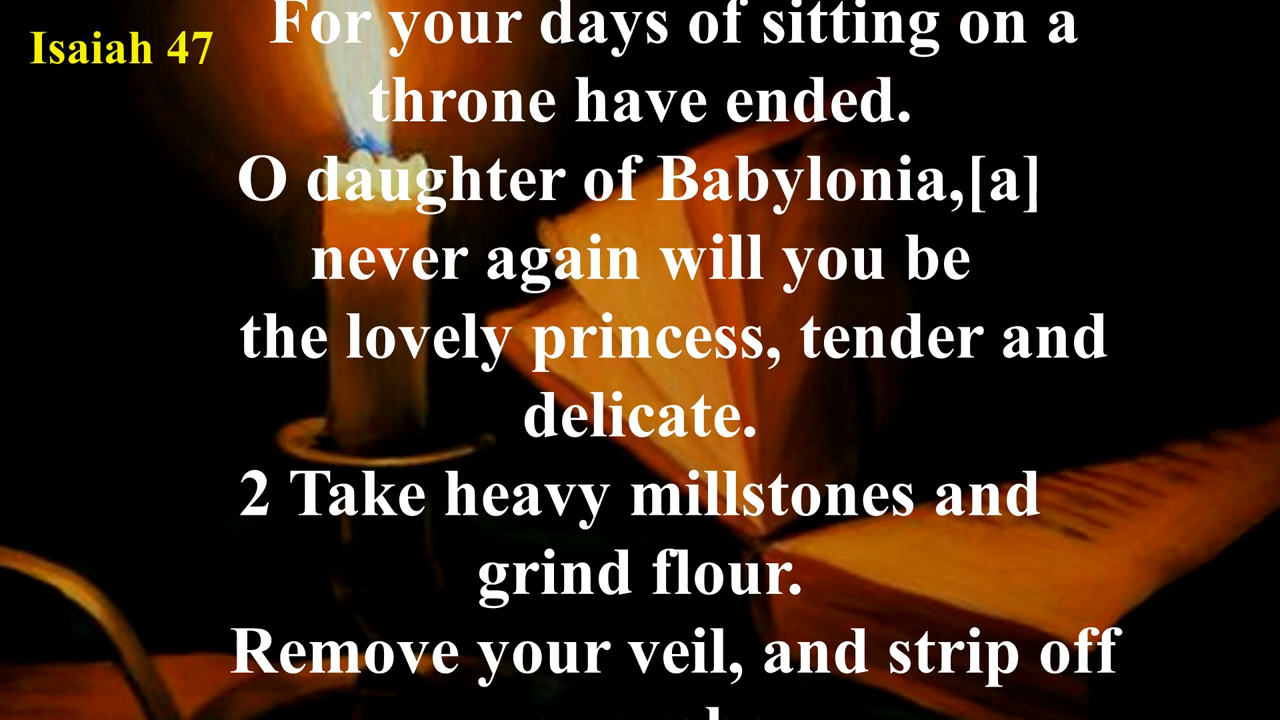 Isaiah 47
For your days of sitting on a
throne have ended.
O daughter of Babylonia,[a]
never again will you be
the lovely princess, tender and
delicate.
2 Take heavy millstones and
grind flour.
Remove your veil, and strip off